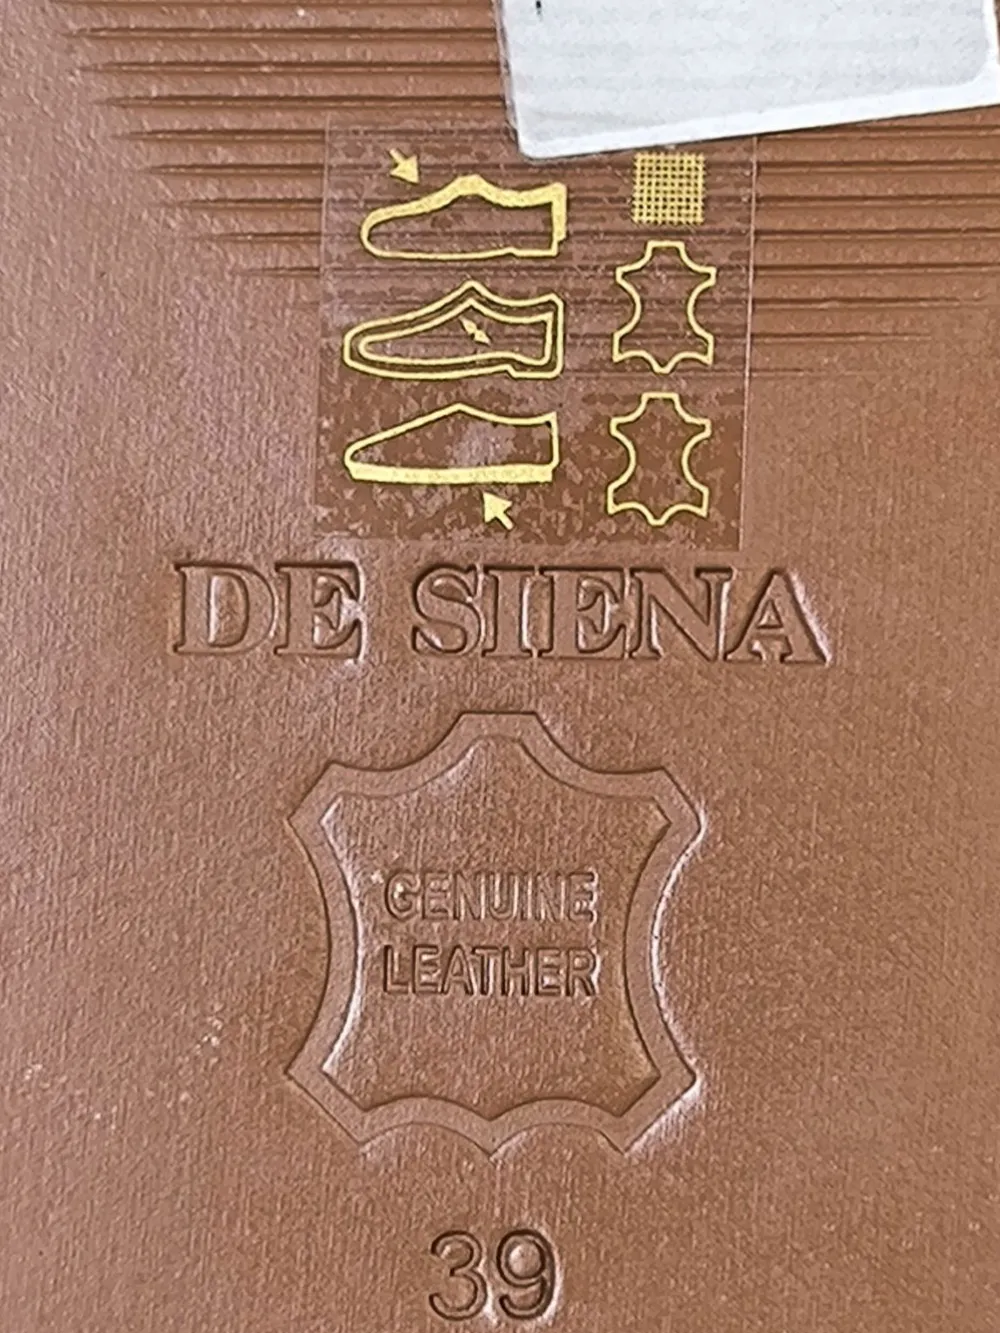 DE SIENA
GENUINE
LEATHER
39